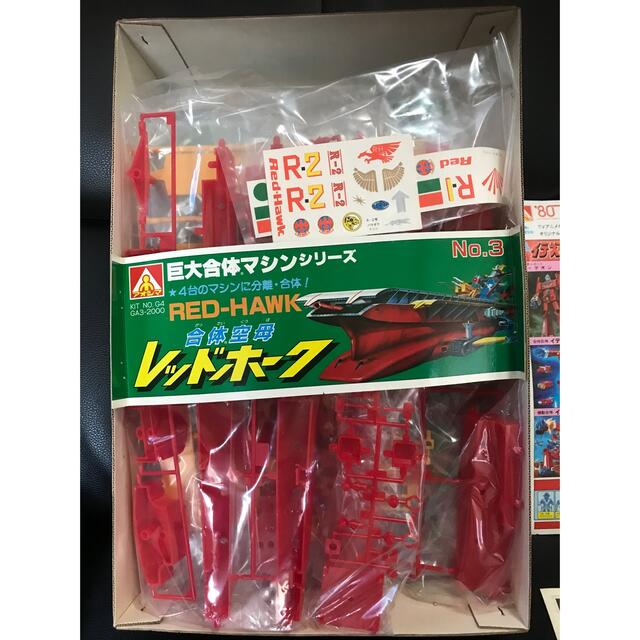 R-2
R-2
Red-Hawk
R-2
R-2
R-1
Red
巨大合体マシンシリーズ
No.3
★4台のマシンに分離・合体!
KIT NO. G4
GA3-2000
RED-HAWK
合体空母
レッドホーク
'80